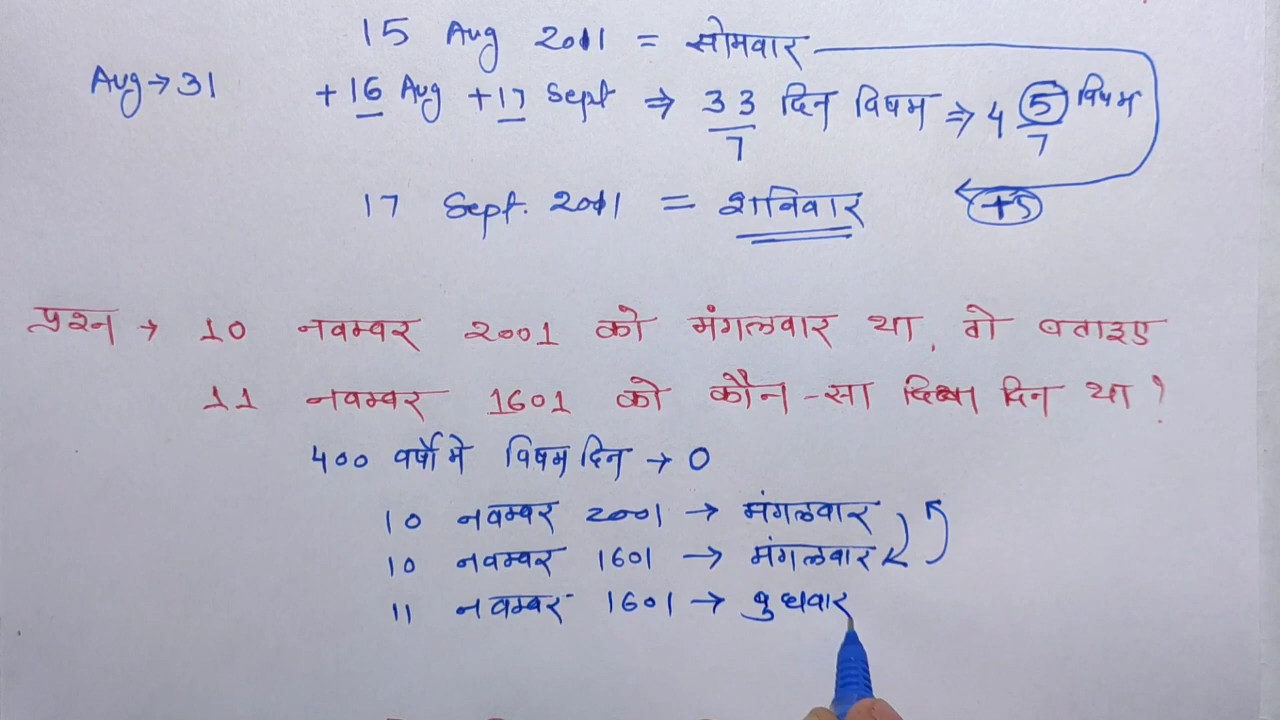 15 Aug 2011 = सोमवार
Aug → 31 +16 Aug +17 Sept ⇒ 33/7 दिन विषम ⇒ 4 5/7 विषम
17 Sept. 2011 = शनिवार +5
प्रश्न → 10 नवम्बर 2001 को मंगलवार था, तो बताइए
11 नवम्बर 1601 को कौन-सा दिन था?
400 वर्षो मे विषम दिन → 0
10 नवम्बर 2001 → मंगलवार
10 नवम्बर 1601 → मंगलवार
11 नवम्बर 1601 → बुधवार